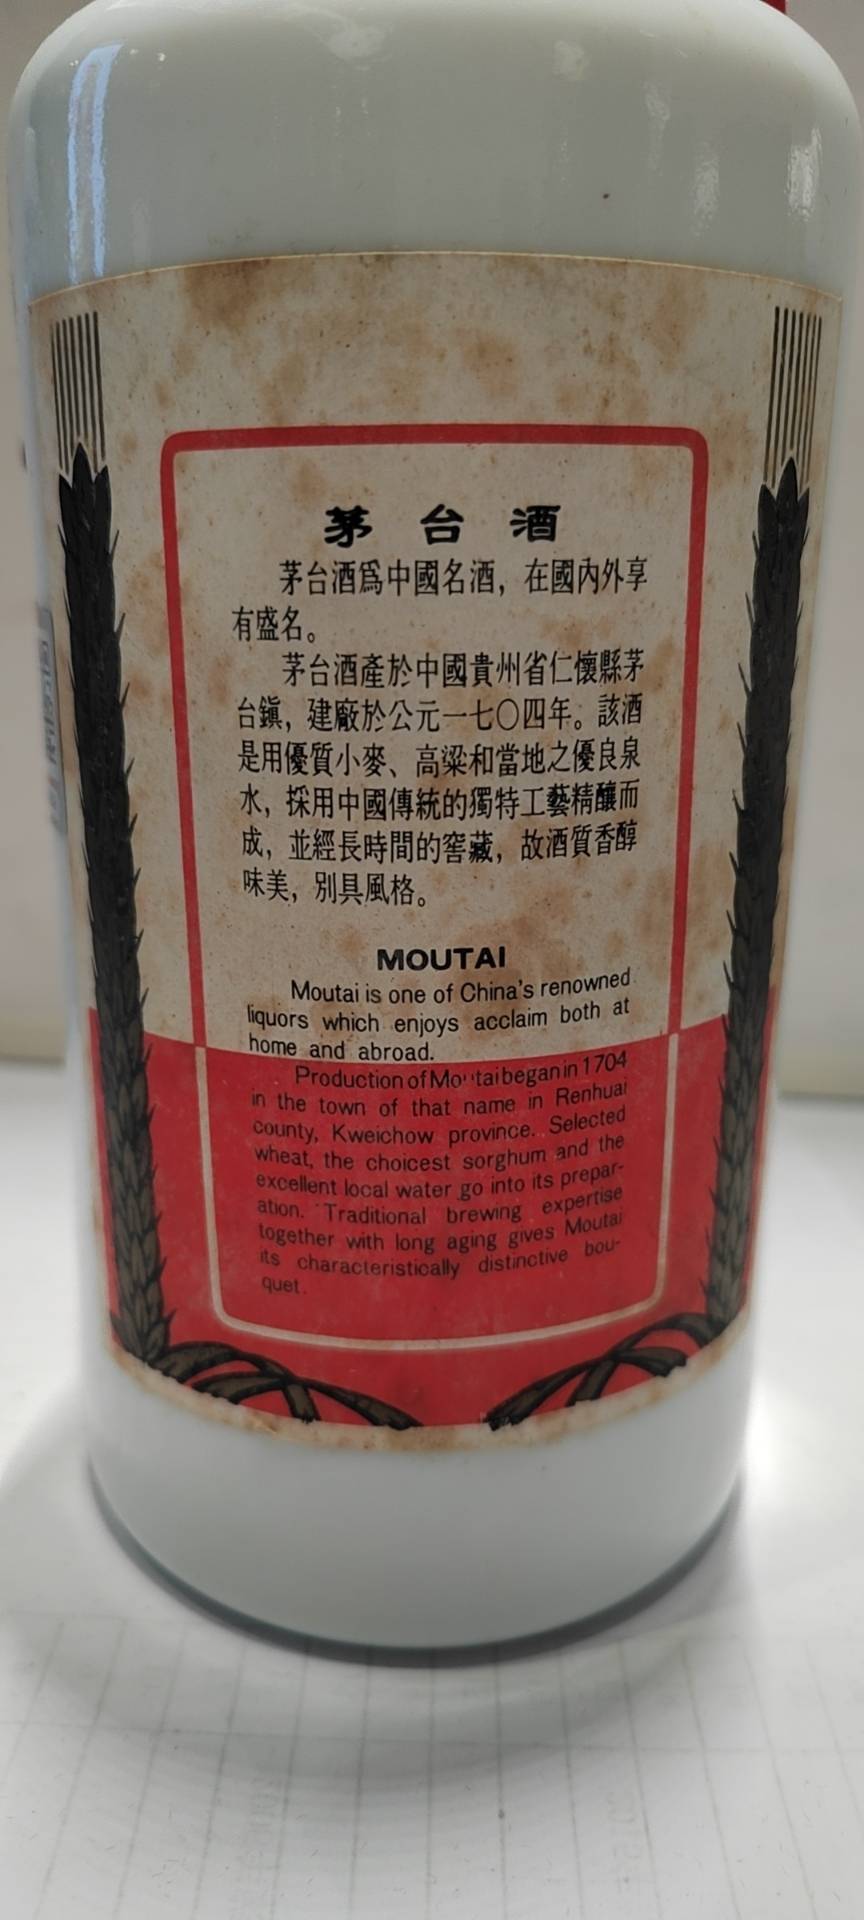 茅台酒
茅台酒爲中國名酒，在國內外享
有盛名。
茅台酒產於中國貴州省仁懷縣茅
台鎭，建廠於公元一七〇四年。該酒
是用優質小麥、高粱和當地之優良泉
水，採用中國傳統的獨特工藝精釀而
成，並經長時間的窖藏，故酒質香醇
味美，別具風格。
MOUTAI
Moutai is one of China's renowned
liquors which enjoys acclaim both at
home and abroad.
Production of Moutai began in 1704
in the town of that name in Renhuai
county, Kweichow province. Selected
wheat, the choicest sorghum and the
excellent local water go into its prepar-
ation. Traditional brewing expertise
together with long aging gives Moutai
its characteristically distinctive bou-
quet.